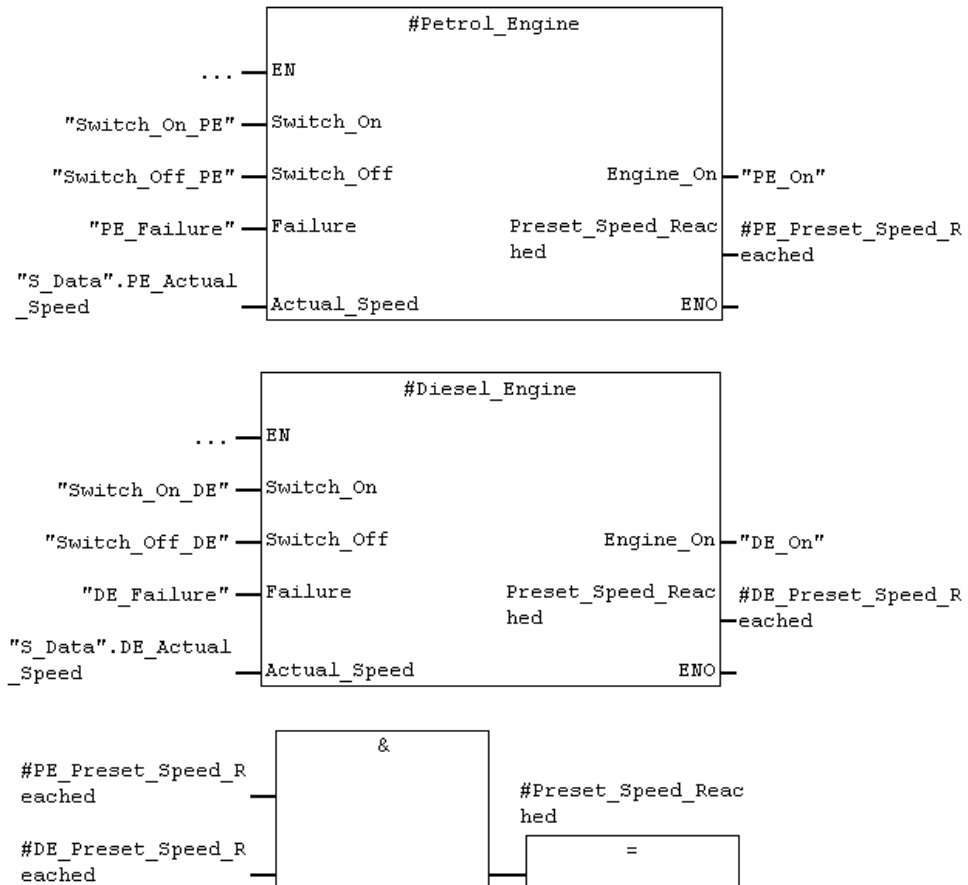 #Petrol_Engine
... EN
"Switch_On_PE" Switch_On
"Switch_Off_PE" Switch_Off Engine_On "PE_On"
"PE_Failure" Failure Preset_Speed_Reac #PE_Preset_Speed_R
hed eached
"S_Data".PE_Actual
_Speed Actual_Speed ENO
#Diesel_Engine
... EN
"Switch_On_DE" Switch_On
"Switch_Off_DE" Switch_Off Engine_On "DE_On"
"DE_Failure" Failure Preset_Speed_Reac #DE_Preset_Speed_R
hed eached
"S_Data".DE_Actual
_Speed Actual_Speed ENO
&
#PE_Preset_Speed_R
eached
#Preset_Speed_Reac
hed
#DE_Preset_Speed_R
eached
=